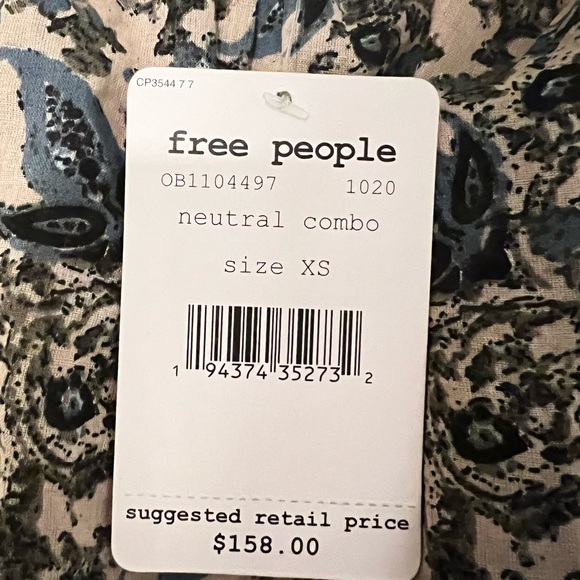 CP3544 7 7
free people
OB1104497 1020
neutral combo
size XS
1 94374 35273 2
suggested retail price
$158.00